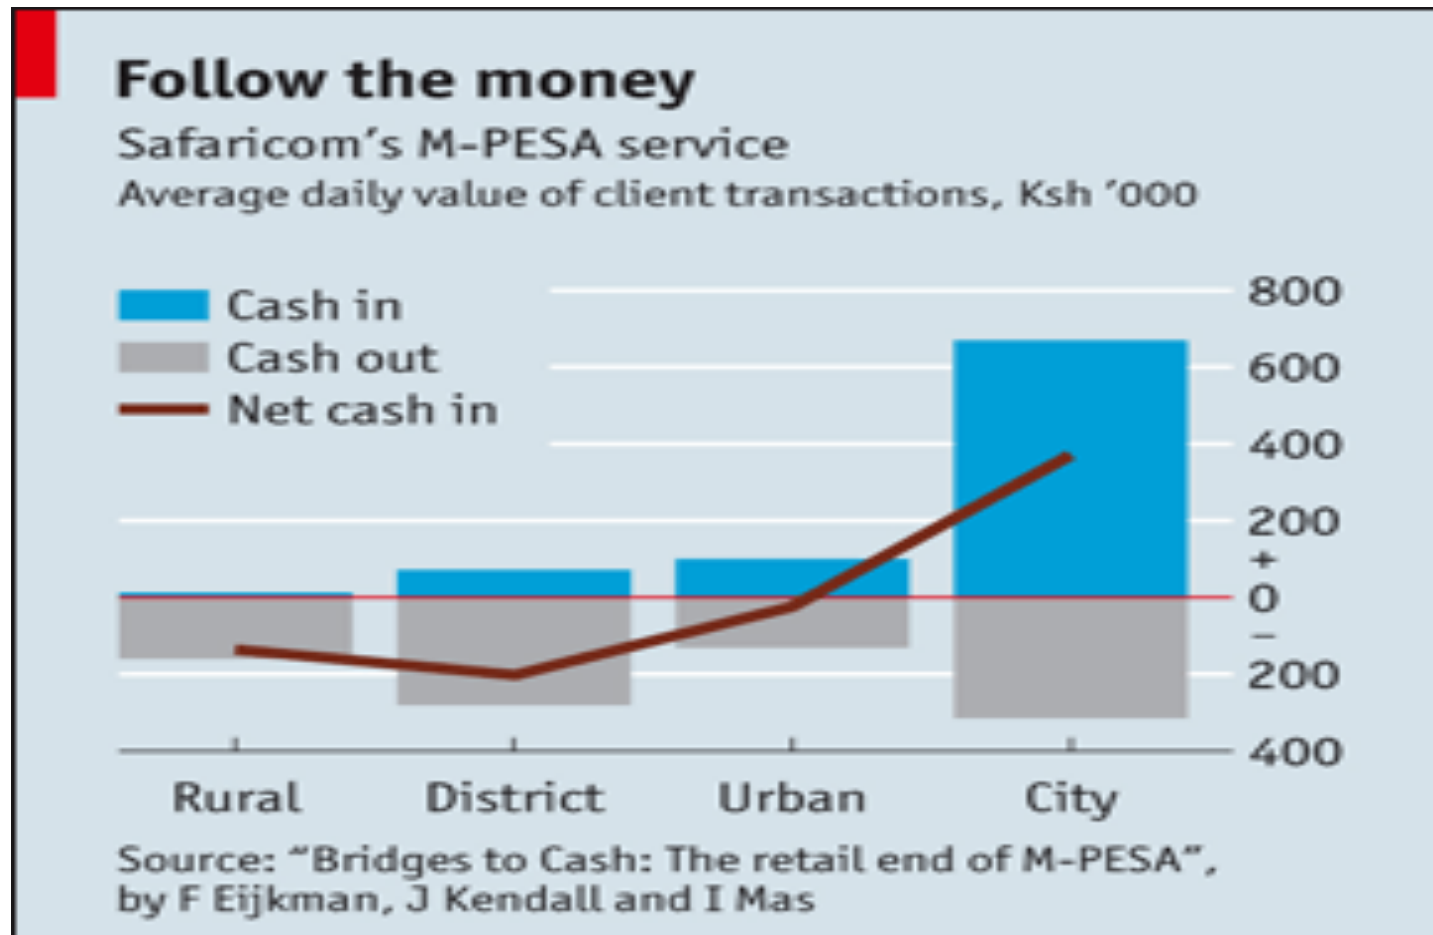 Follow the money
Safaricom's M-PESA service
Average daily value of client transactions, Ksh ’000
Cash in
Cash out
Net cash in
800
600
400
200
+
0
–
200
400
Rural
District
Urban
City
Source: “Bridges to Cash: The retail end of M-PESA”,
by F Eijkman, J Kendall and I Mas